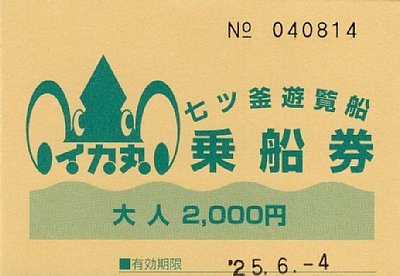 № 040814
七ツ釜遊覧船
イカ丸
乗船券
大人 2,000円
■有効期限 '25.6.-4